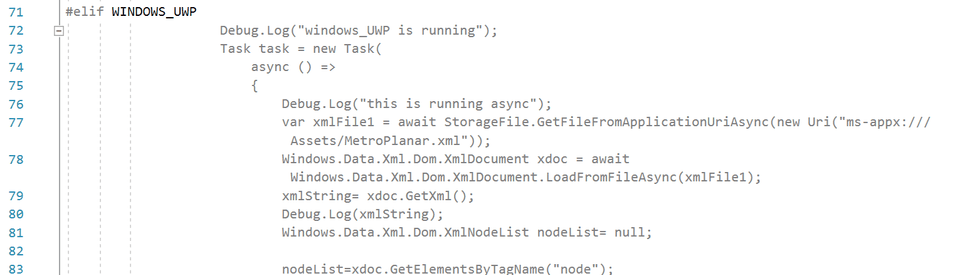 71 #elif WINDOWS_UWP
72 Debug.Log("windows_UWP is running");
73 Task task = new Task(
74 async () =>
75 {
76 Debug.Log("this is running async");
77 var xmlFile1 = await StorageFile.GetFileFromApplicationUriAsync(new Uri("ms-appx:///
Assets/MetroPlanar.xml"));
78 Windows.Data.Xml.Dom.XmlDocument xdoc = await
Windows.Data.Xml.Dom.XmlDocument.LoadFromFileAsync(xmlFile1);
79 xmlString= xdoc.GetXml();
80 Debug.Log(xmlString);
81 Windows.Data.Xml.Dom.XmlNodeList nodeList= null;
82
83 nodeList=xdoc.GetElementsByTagName("node");